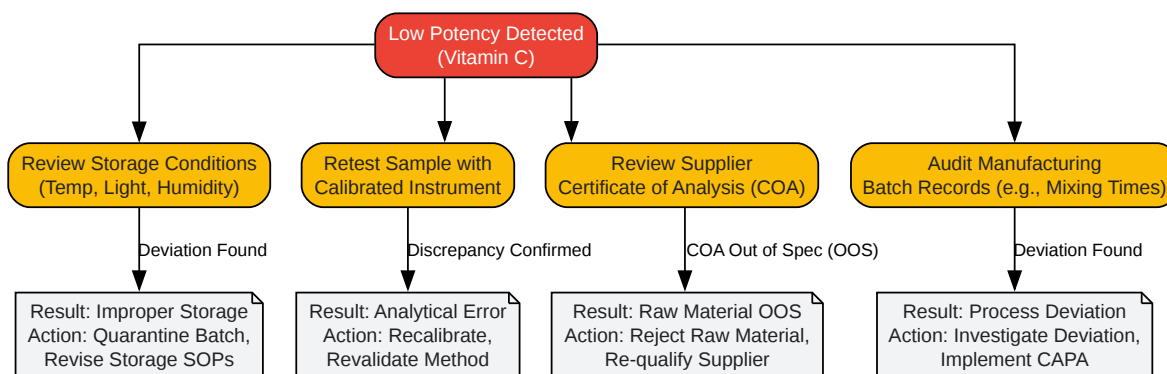 Low Potency Detected
(Vitamin C)
Review Storage Conditions
(Temp, Light, Humidity)
Retest Sample with
Calibrated Instrument
Review Supplier
Certificate of Analysis (COA)
Audit Manufacturing
Batch Records (e.g., Mixing Times)
Deviation Found
Discrepancy Confirmed
COA Out of Spec (OOS)
Deviation Found
Result: Improper Storage
Action: Quarantine Batch,
Revise Storage SOPs
Result: Analytical Error
Action: Recalibrate,
Revalidate Method
Result: Raw Material OOS
Action: Reject Raw Material,
Re-qualify Supplier
Result: Process Deviation
Action: Investigate Deviation,
Implement CAPA